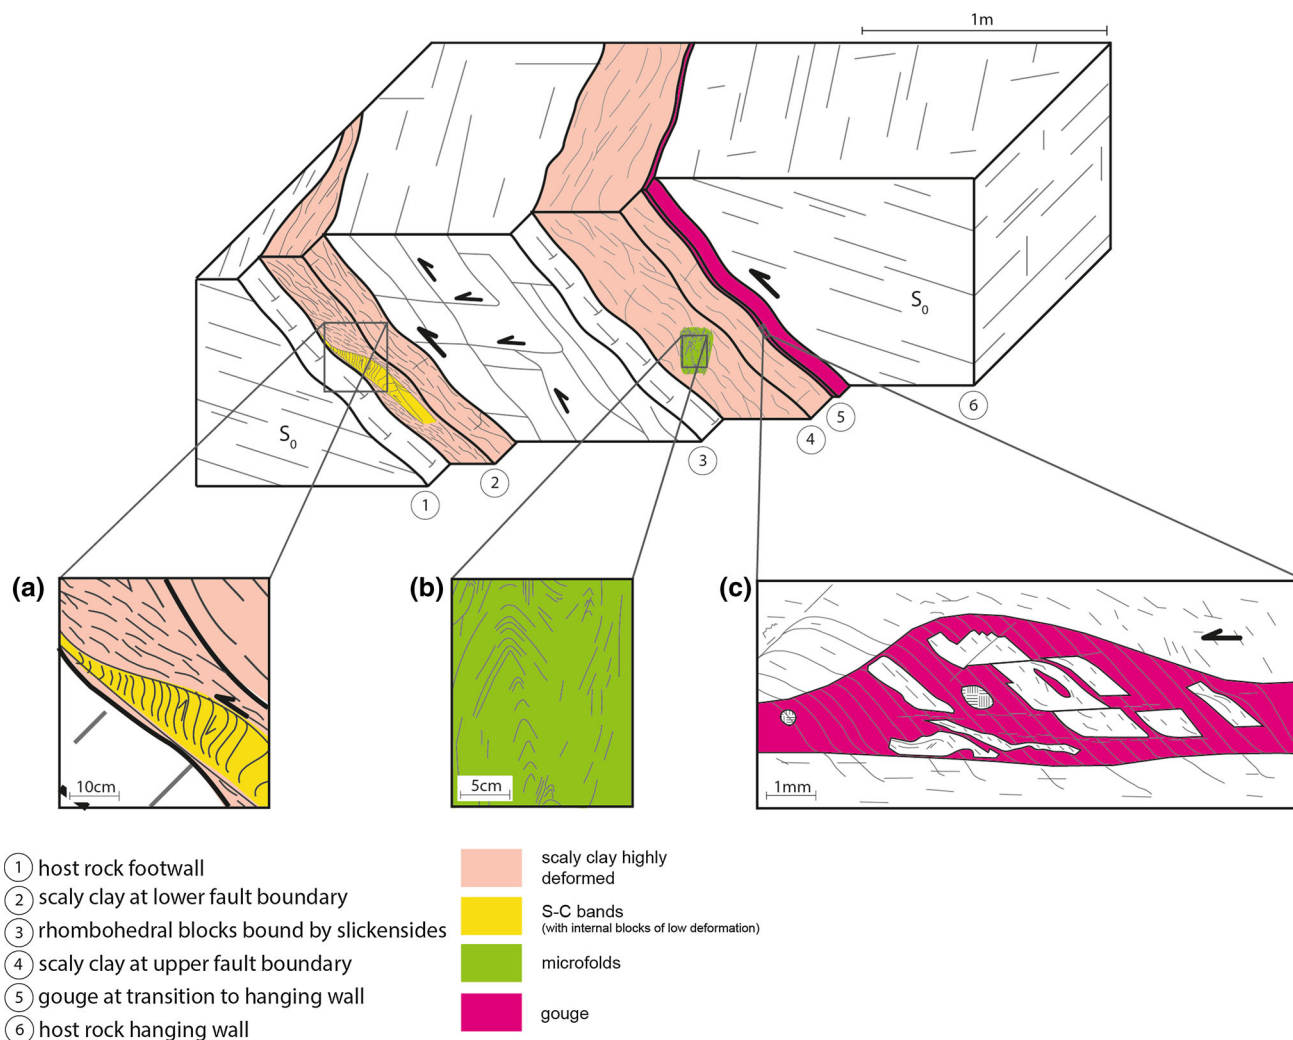 1m
S0
S0
6
5
4
3
2
1
(a)
(b)
(c)
10cm
5cm
1mm
1 host rock footwall
2 scaly clay at lower fault boundary
3 rhombohedral blocks bound by slickensides
4 scaly clay at upper fault boundary
5 gouge at transition to hanging wall
6 host rock hanging wall
scaly clay highly
deformed
S-C bands
(with internal blocks of low deformation)
microfolds
gouge